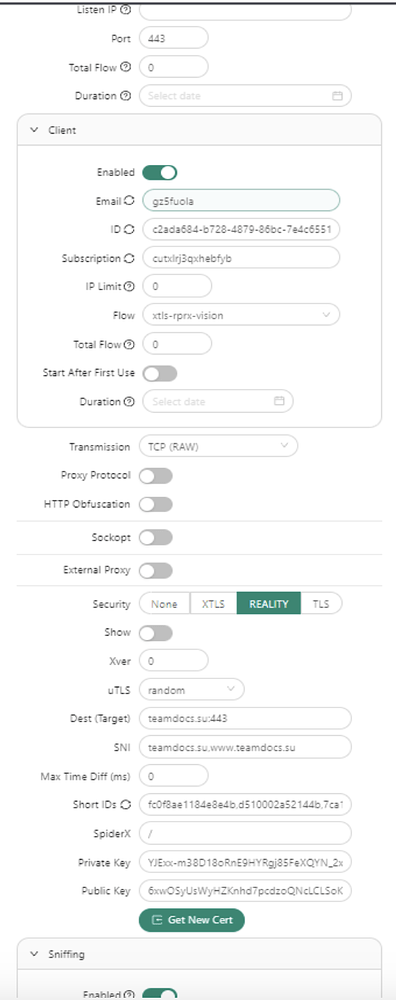 Listen IP
Port 443
Total Flow 0
Duration Select date
Client
Enabled
Email gz5fuola
ID c2ada684-b728-4879-86bc-7e4c6551
Subscription cutxlrj3qxhebfyb
IP Limit 0
Flow xtls-rprx-vision
Total Flow 0
Start After First Use
Duration Select date
Transmission TCP (RAW)
Proxy Protocol
HTTP Obfuscation
Sockopt
External Proxy
Security None XTLS REALITY TLS
Show
Xver 0
uTLS random
Dest (Target) teamdocs.su:443
SNI teamdocs.su,www.teamdocs.su
Max Time Diff (ms) 0
Short IDs fc0f8ae1184e8e4b,d510002a52144b,7ca1
SpiderX /
Private Key YJExx-m38D18oRnE9HYRgj85FeXQYN_2x
Public Key 6xwOSyUsWyHZKnhd7pcdzoQNcLCLSoK
Get New Cert
Sniffing
Enabled